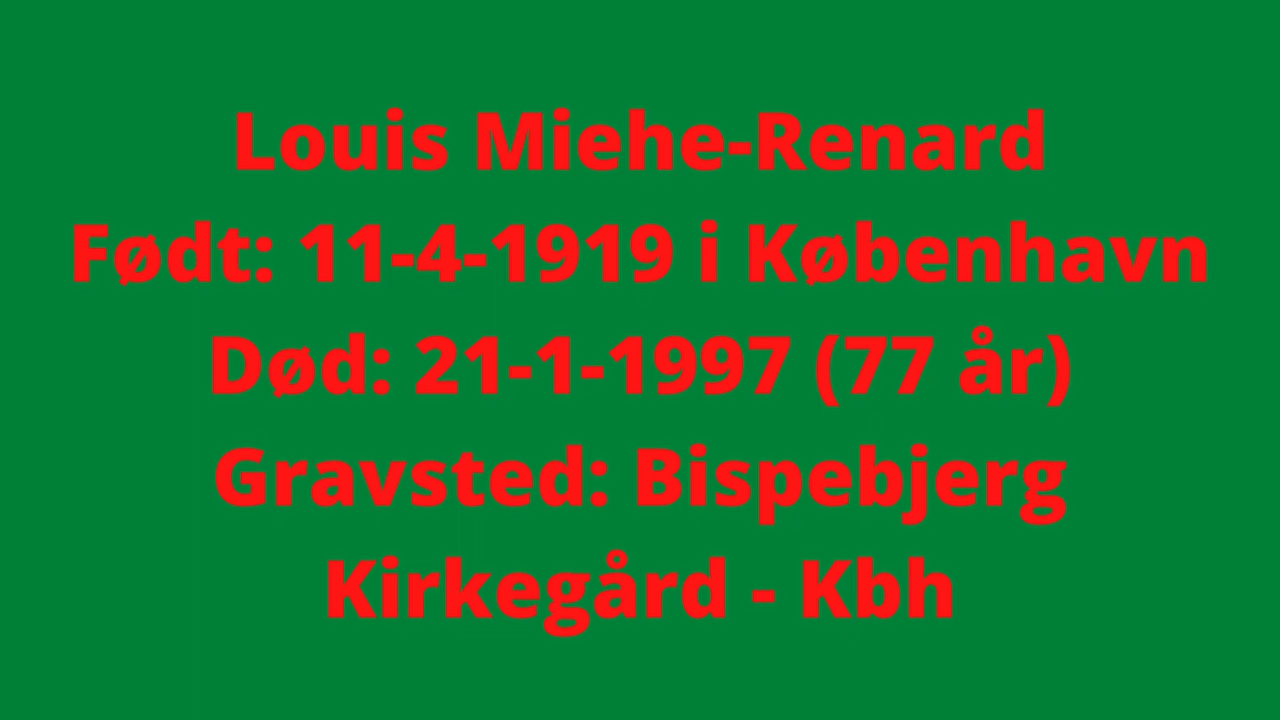 Louis Miehe-Renard
Født: 11-4-1919 i København
Død: 21-1-1997 (77 år)
Gravsted: Bispebjerg
Kirkegård - Kbh